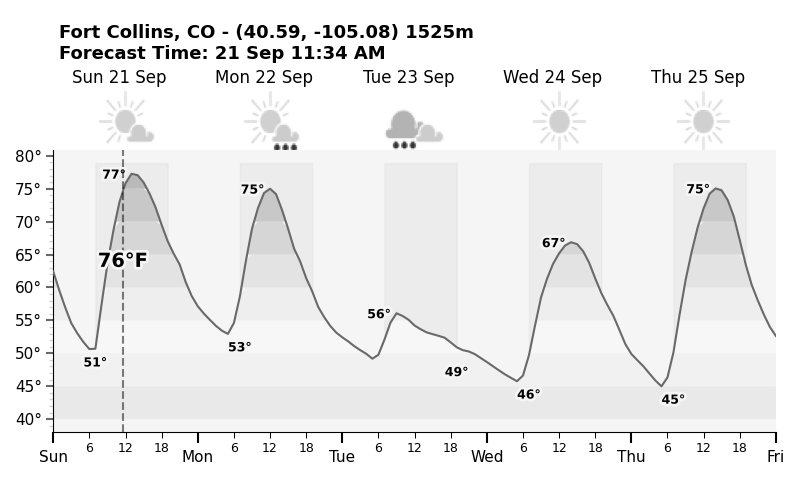 Fort Collins, CO - (40.59, -105.08) 1525m
Forecast Time: 21 Sep 11:34 AM
Sun 21 Sep Mon 22 Sep Tue 23 Sep Wed 24 Sep Thu 25 Sep
80°
75°
70°
65°
60°
55°
50°
45°
40°
77° 75° 56° 67° 75°
76°F
51° 53° 49° 46° 45°
6 12 18 6 12 18 6 12 18 6 12 18 6 12 18
Sun Mon Tue Wed Thu Fri